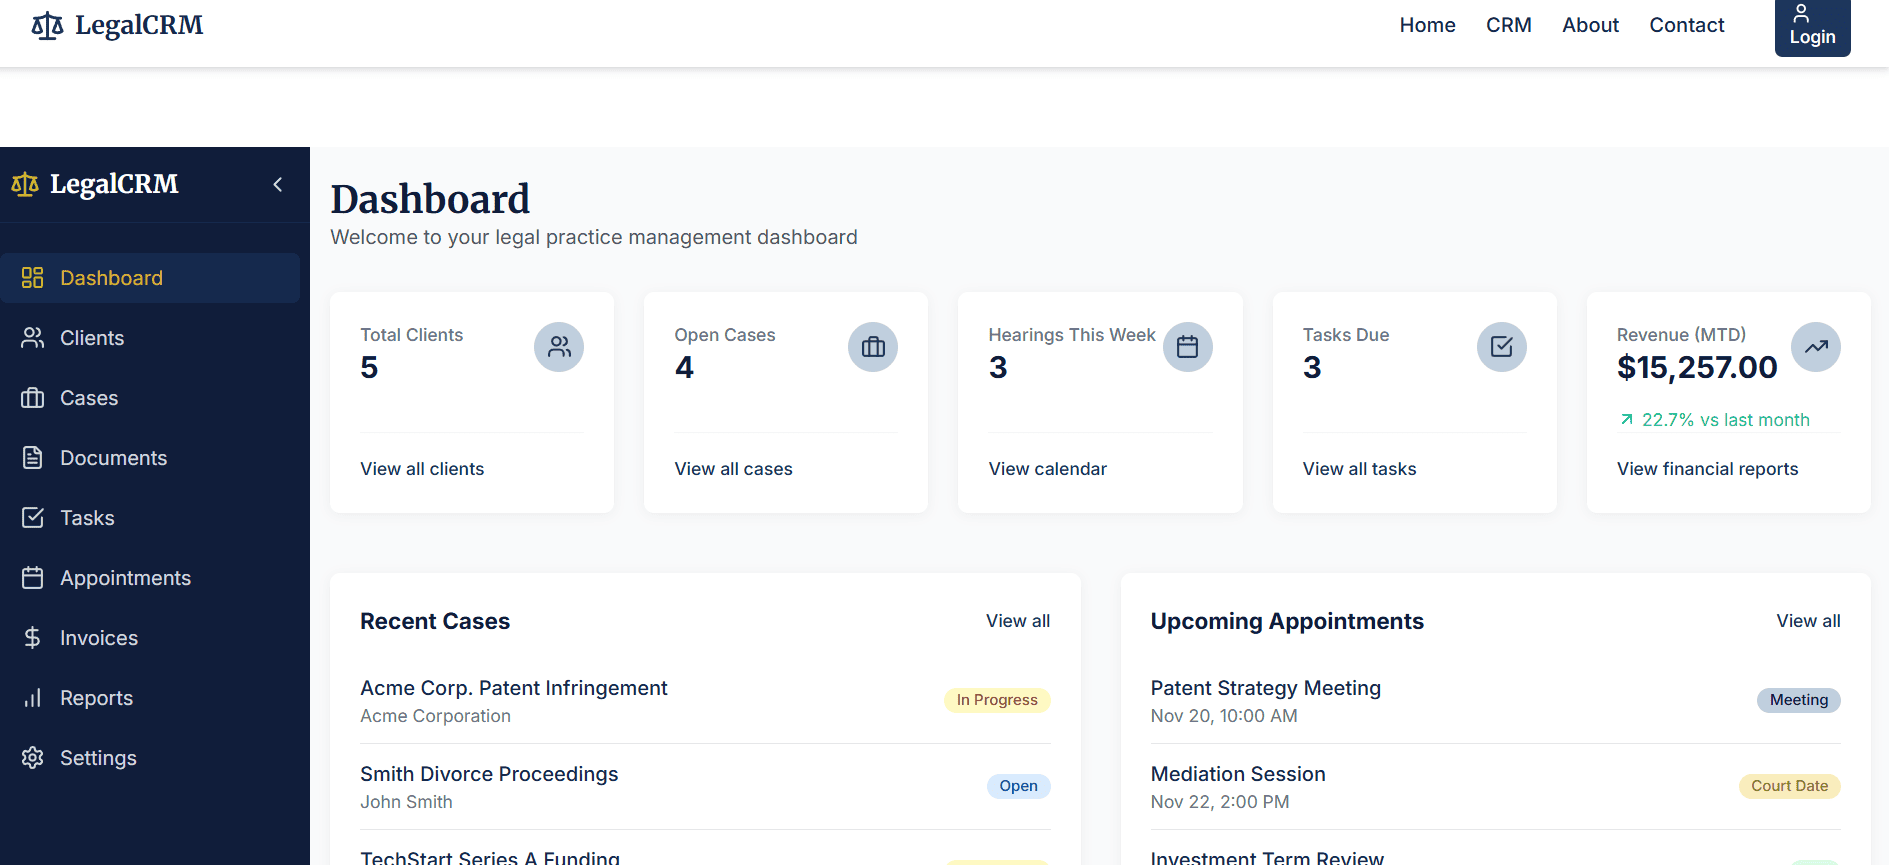 LegalCRM
Home
CRM
About
Contact
Login
LegalCRM
Dashboard
Clients
Cases
Documents
Tasks
Appointments
Invoices
Reports
Settings
Dashboard
Welcome to your legal practice management dashboard
Total Clients
5
View all clients
Open Cases
4
View all cases
Hearings This Week
3
View calendar
Tasks Due
3
View all tasks
Revenue (MTD)
$15,257.00
22.7% vs last month
View financial reports
Recent Cases
View all
Acme Corp. Patent Infringement
Acme Corporation
In Progress
Smith Divorce Proceedings
John Smith
Open
TechStart Series A Funding
Upcoming Appointments
View all
Patent Strategy Meeting
Nov 20, 10:00 AM
Meeting
Mediation Session
Nov 22, 2:00 PM
Court Date
Investment Term Review